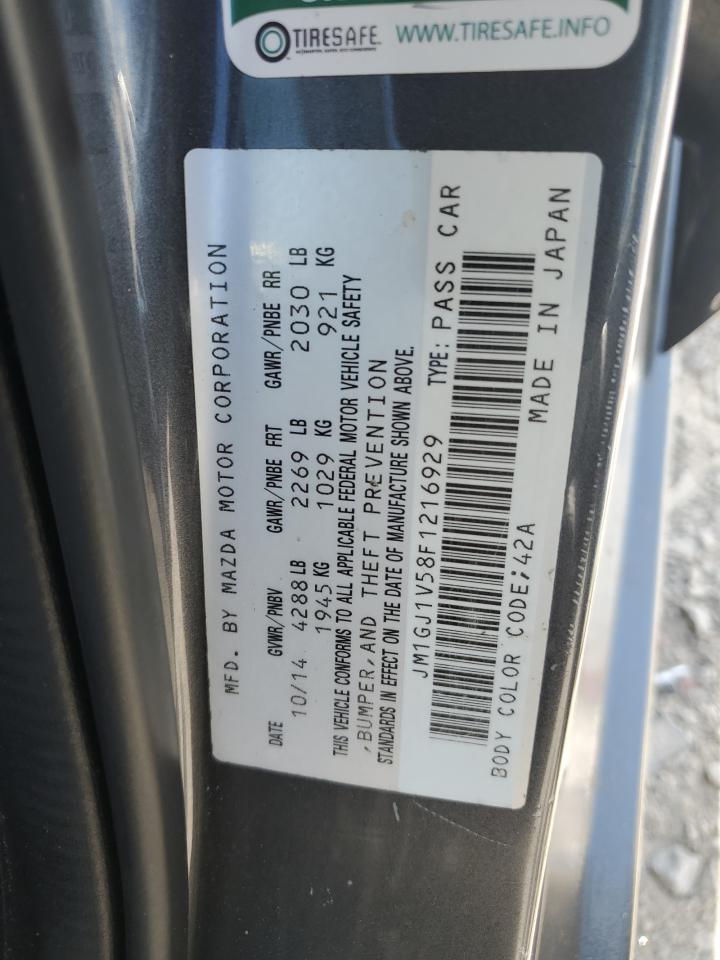 TIRESAFE WWW.TIRESAFE.INFO
MFD. BY MAZDA MOTOR CORPORATION
DATE GVWR/PNBV GAWR/PNBE FRT GAWR/PNBE RR
10/14 4288 LB 2269 LB 2030 LB
1945 KG 1029 KG 921 KG
THIS VEHICLE CONFORMS TO ALL APPLICABLE FEDERAL MOTOR VEHICLE SAFETY
,BUMPER,AND THEFT PREVENTION
STANDARDS IN EFFECT ON THE DATE OF MANUFACTURE SHOWN ABOVE.
JM1GJ1V58F1216929 TYPE: PASS CAR
BODY COLOR CODE;42A MADE IN JAPAN